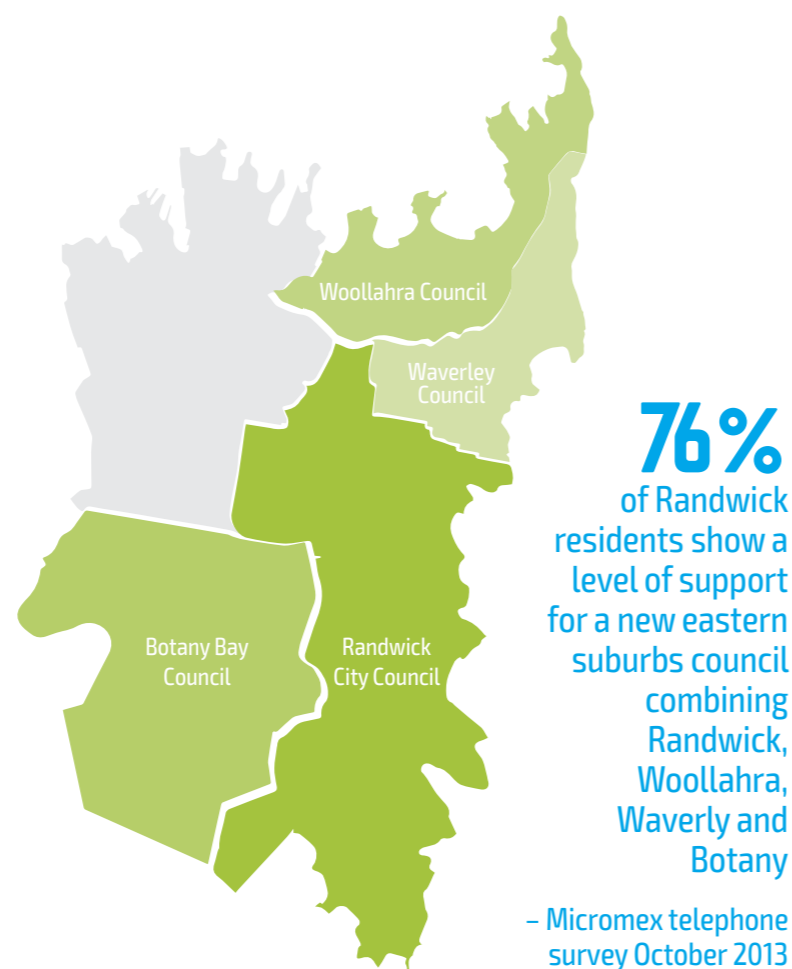 Woollahra Council
Waverley
Council
76%
of Randwick
residents show a
level of support
for a new eastern
suburbs council
combining
Randwick,
Woollahra,
Waverly and
Botany
– Micromex telephone
survey October 2013
Botany Bay
Council
Randwick
City Council